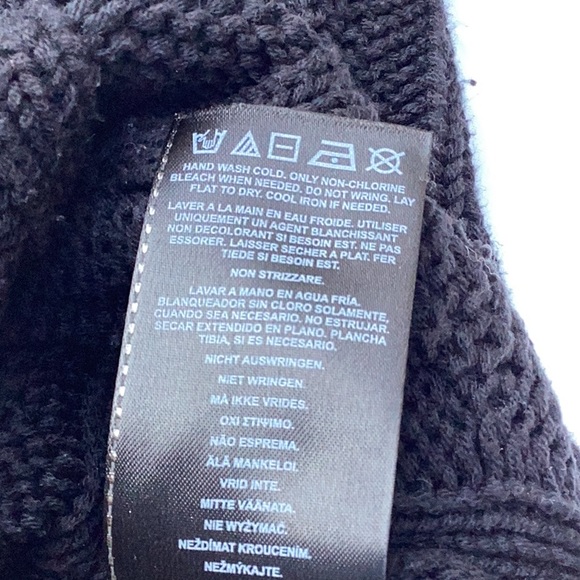 HAND WASH COLD. ONLY NON-CHLORINE
BLEACH WHEN NEEDED. DO NOT WRING. LAY
FLAT TO DRY. COOL IRON IF NEEDED.
LAVER A LA MAIN EN EAU FROIDE. UTILISER
UNIQUEMENT UN AGENT BLANCHISSANT
NON DECOLORANT SI BESOIN EST. NE PAS
ESSORER. LAISSER SECHER A PLAT. FER
TIEDE SI BESOIN EST.
NON STRIZZARE.
LAVAR A MANO EN AGUA FRÍA.
BLANQUEADOR SIN CLORO SOLAMENTE,
CUANDO SEA NECESARIO. NO ESTRUJAR.
SECAR EXTENDIDO EN PLANO. PLANCHA
TIBIA, SI ES NECESARIO.
NICHT AUSWRINGEN.
NIET WRINGEN.
MÅ IKKE VRIDES.
ΟΧΙ ΣΤΙΨΙΜΟ.
NÃO ESPREMA.
ÄLÄ MANKELOI.
VRID INTE.
MITTE VÄÄNATA.
NIE WYŻYMAĆ.
NEŽDÍMAT KROUCENÍM.
NEŽMÝKAJTE.